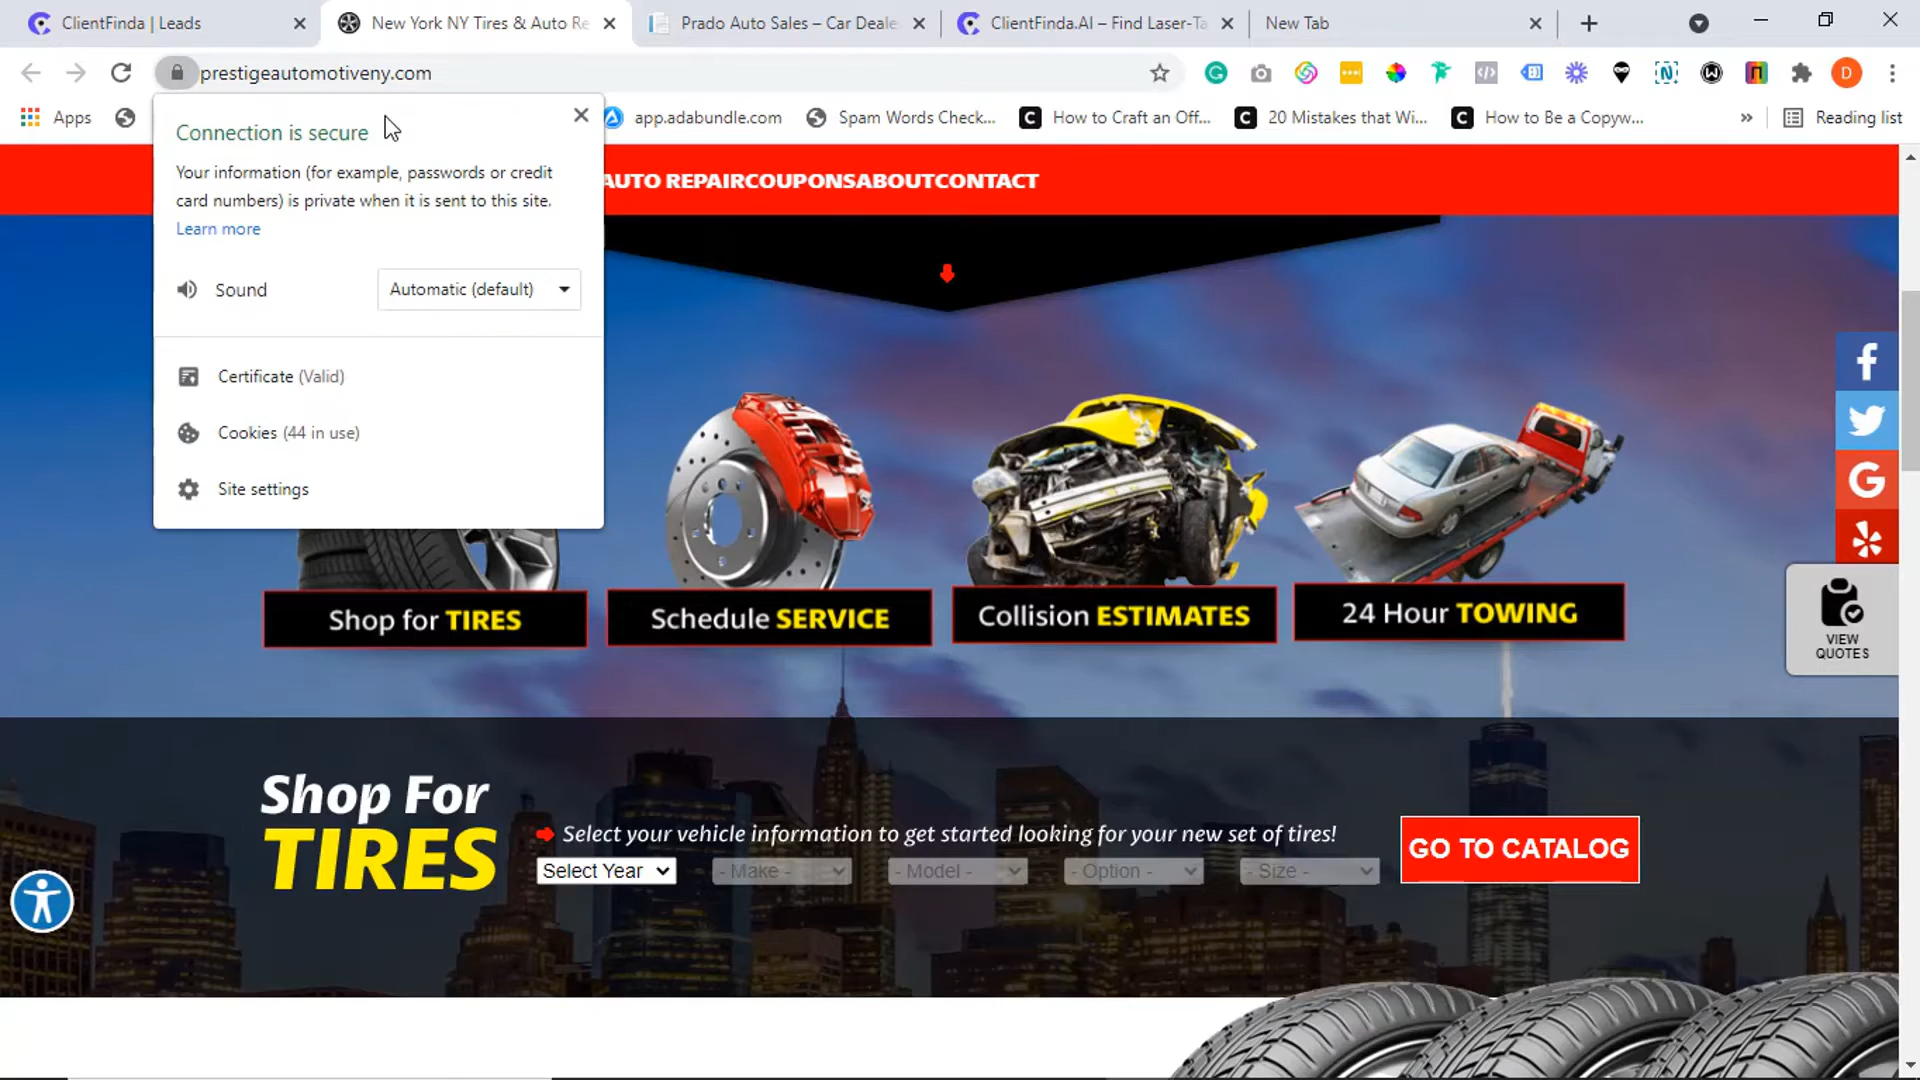 ClientFinda | Leads
New York NY Tires & Auto Re
Prado Auto Sales – Car Deale
ClientFinda.AI – Find Laser-Ta
New Tab
prestigeautomotiveny.com
D
Apps
app.adabundle.com
Spam Words Check...
How to Craft an Off...
20 Mistakes that Wi...
How to Be a Copyw...
»
Reading list
Connection is secure
Your information (for example, passwords or credit
card numbers) is private when it is sent to this site.
Learn more
Sound
Automatic (default)
Certificate (Valid)
Cookies (44 in use)
Site settings
AUTO REPAIRCOUPONSABOUTCONTACT
Shop for TIRES
Schedule SERVICE
Collision ESTIMATES
24 Hour TOWING
VIEW
QUOTES
Shop For
TIRES
Select your vehicle information to get started looking for your new set of tires!
Select Year
- Make -
- Model -
- Option -
- Size -
GO TO CATALOG